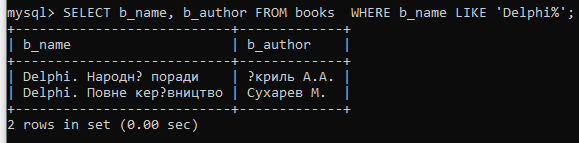 mysql> SELECT b_name, b_author FROM books  WHERE b_name LIKE 'Delphi%';
+---------------------------+--------------+
| b_name                    | b_author     |
+---------------------------+--------------+
| Delphi. Народн? поради    | ?криль А.А.  |
| Delphi. Повне кер?вництво | Сухарев М.   |
+---------------------------+--------------+
2 rows in set (0.00 sec)